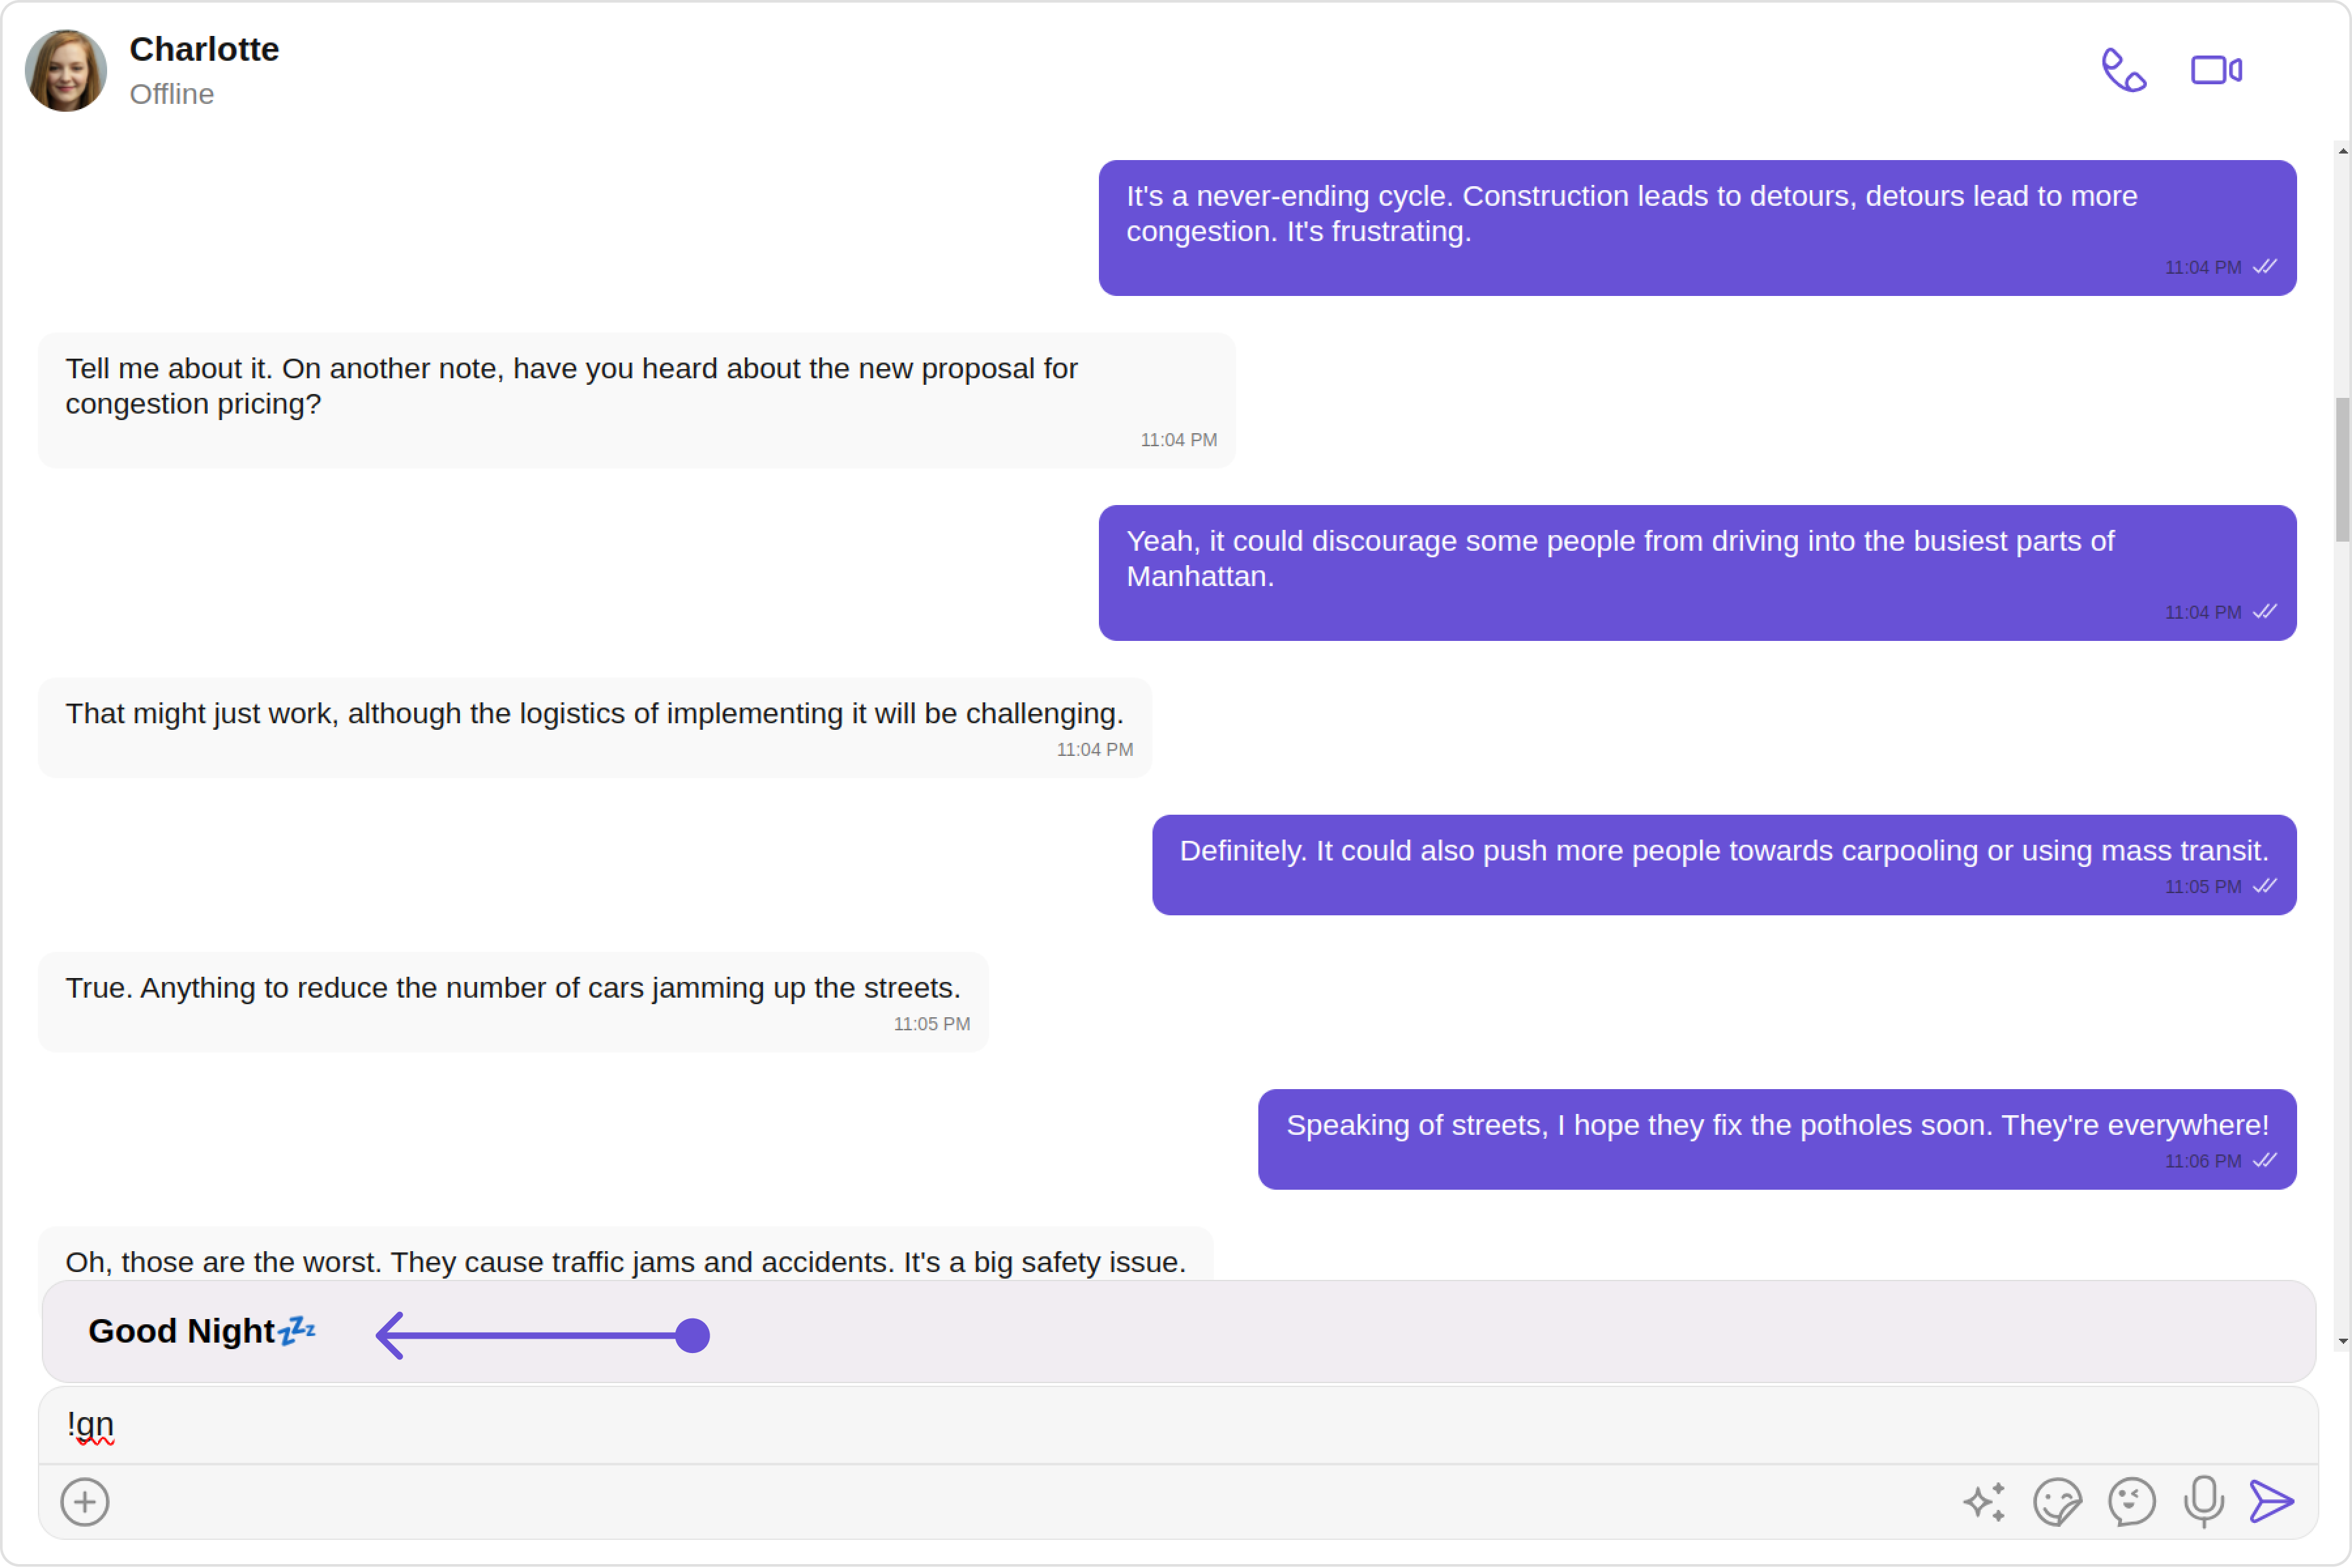 Charlotte
Offline
It's a never-ending cycle. Construction leads to detours, detours lead to more
congestion. It's frustrating.
11:04 PM
Tell me about it. On another note, have you heard about the new proposal for
congestion pricing?
11:04 PM
Yeah, it could discourage some people from driving into the busiest parts of
Manhattan.
11:04 PM
That might just work, although the logistics of implementing it will be challenging.
11:04 PM
Definitely. It could also push more people towards carpooling or using mass transit.
11:05 PM
True. Anything to reduce the number of cars jamming up the streets.
11:05 PM
Speaking of streets, I hope they fix the potholes soon. They're everywhere!
11:06 PM
Oh, those are the worst. They cause traffic jams and accidents. It's a big safety issue.
Good Night💤
!gn